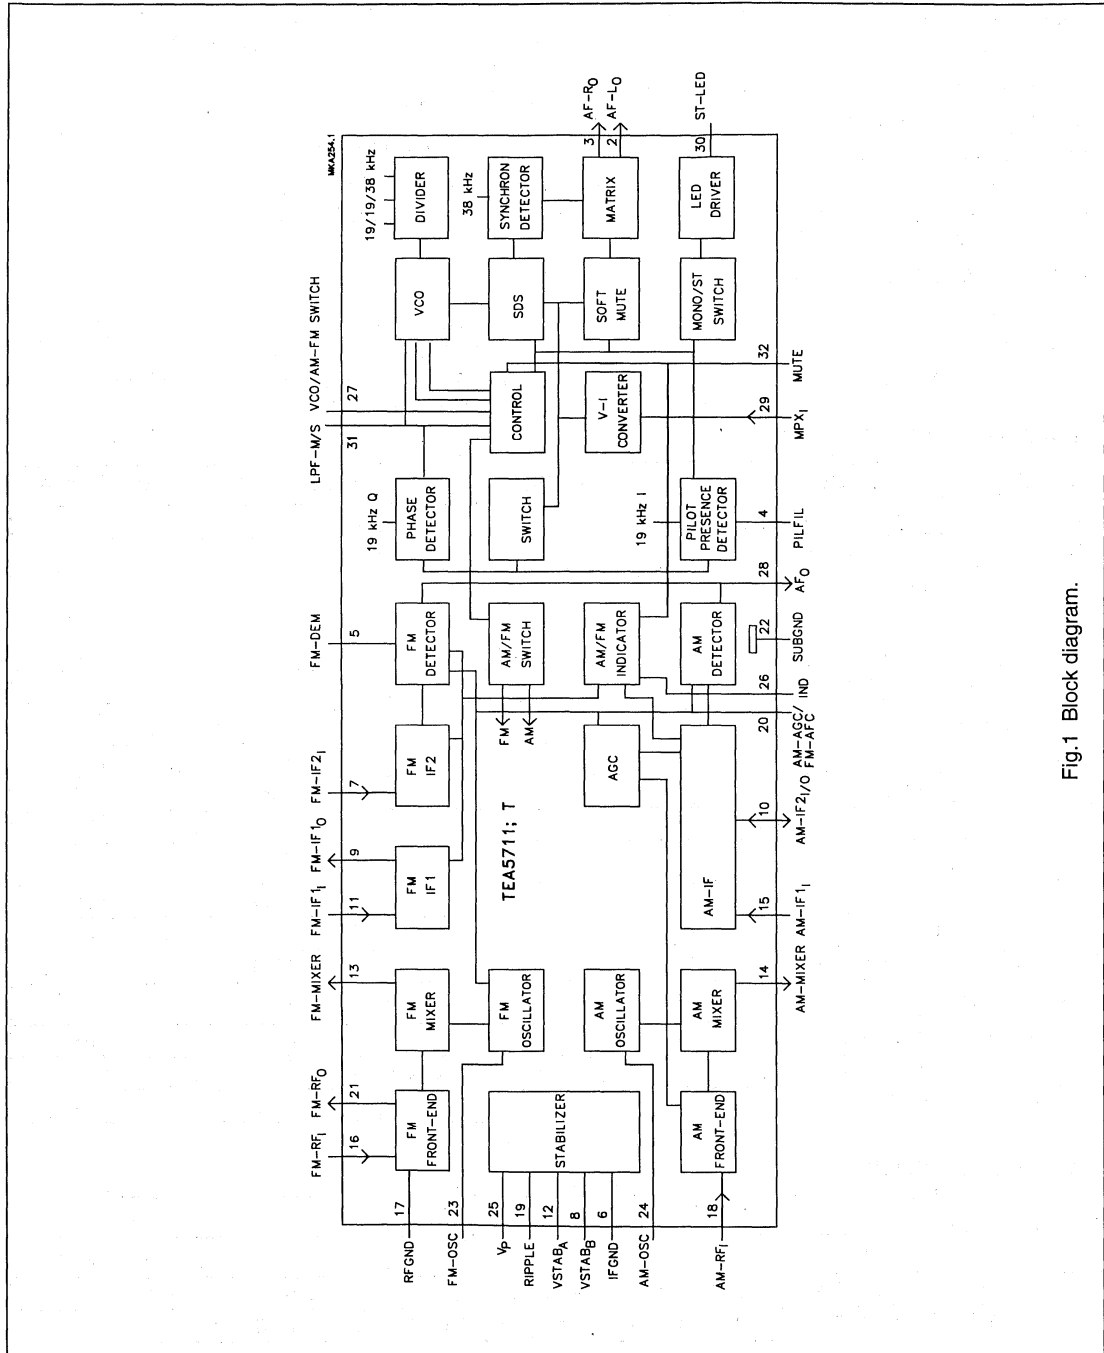 MKA254.1
LPF-M/S
31
VCO/AM-FM SWITCH
27
FM-DEM
5
FM-IF2I
7
FM-IF1O
9
FM-IF1I
11
FM-MIXER
13
FM-RFO
21
FM-RFI
16
RFGND
17
FM-OSC
23
VP
25
RIPPLE
19
VSTABA
12
VSTABB
8
IFGND
6
AM-OSC
24
AM-RFI
18
FM
FRONT-END
FM
MIXER
FM
IF1
FM
IF2
FM
DETECTOR
19 kHz Q
PHASE
DETECTOR
VCO
19/19/38 kHz
DIVIDER
STABILIZER
FM
OSCILLATOR
TEA5711; T
FM
AM
AM/FM
SWITCH
SWITCH
CONTROL
SDS
38 kHz
SYNCHRON
DETECTOR
AM
OSCILLATOR
AGC
AM/FM
INDICATOR
V-I
CONVERTER
SOFT
MUTE
MATRIX
3
AF-RO
2
AF-LO
AM
FRONT-END
AM
MIXER
AM-IF
AM
DETECTOR
19 kHz I
PILOT
PRESENCE
DETECTOR
MONO/ST
SWITCH
LED
DRIVER
30
ST-LED
14
AM-MIXER
15
AM-IF1I
10
AM-IF2I/O
20
AM-AGC/
FM-AFC
26
IND
22
SUBGND
28
AFO
4
PILFIL
29
MPXI
32
MUTE
Fig.1 Block diagram.